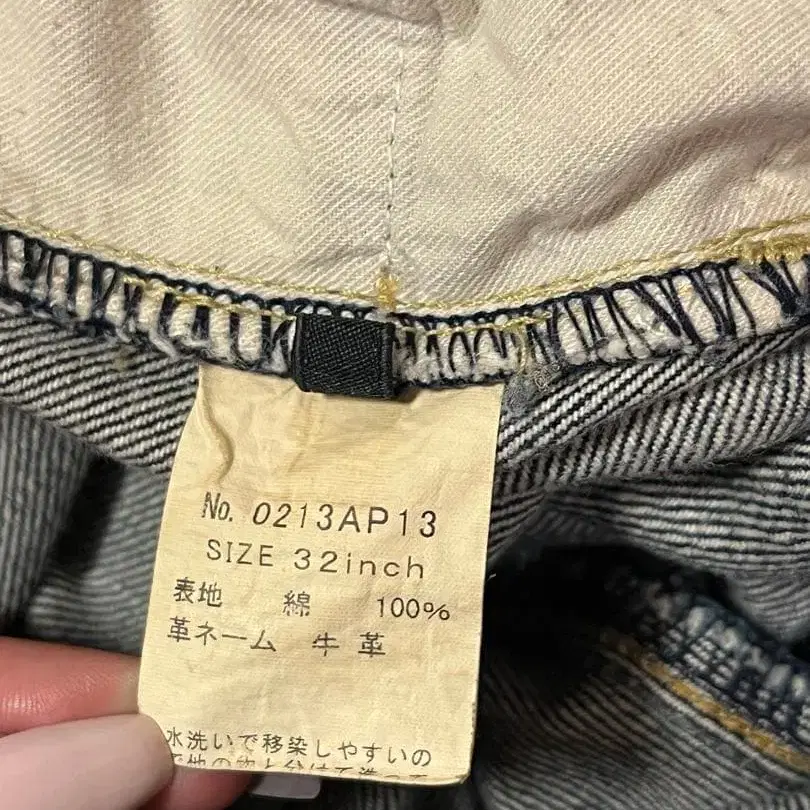 No. 0213AP13
SIZE 32inch
表地 綿 100%
革ネーム 牛革
水洗いで移染しやすいの